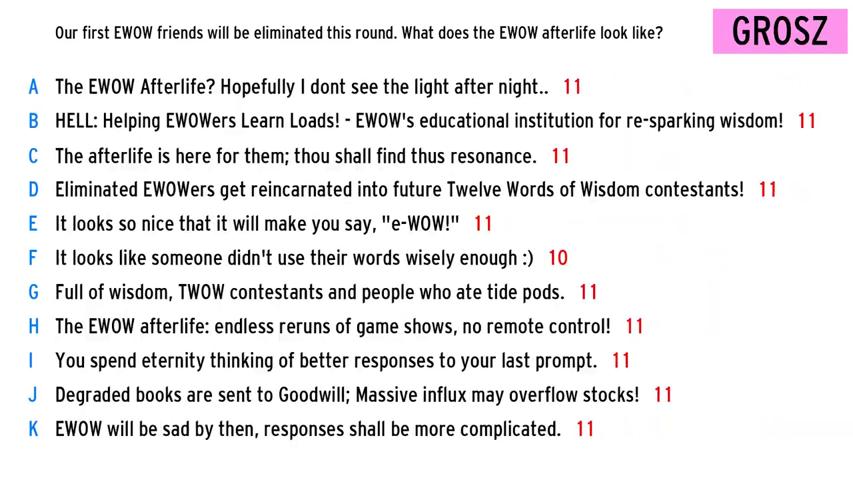 Our first EWOW friends will be eliminated this round. What does the EWOW afterlife look like?
GROSZ
A The EWOW Afterlife? Hopefully I dont see the light after night.. 11
B HELL: Helping EWOWers Learn Loads! - EWOW's educational institution for re-sparking wisdom! 11
C The afterlife is here for them; thou shall find thus resonance. 11
D Eliminated EWOWers get reincarnated into future Twelve Words of Wisdom contestants! 11
E It looks so nice that it will make you say, "e-WOW!" 11
F It looks like someone didn't use their words wisely enough :) 10
G Full of wisdom, TWOW contestants and people who ate tide pods. 11
H The EWOW afterlife: endless reruns of game shows, no remote control! 11
I You spend eternity thinking of better responses to your last prompt. 11
J Degraded books are sent to Goodwill; Massive influx may overflow stocks! 11
K EWOW will be sad by then, responses shall be more complicated. 11